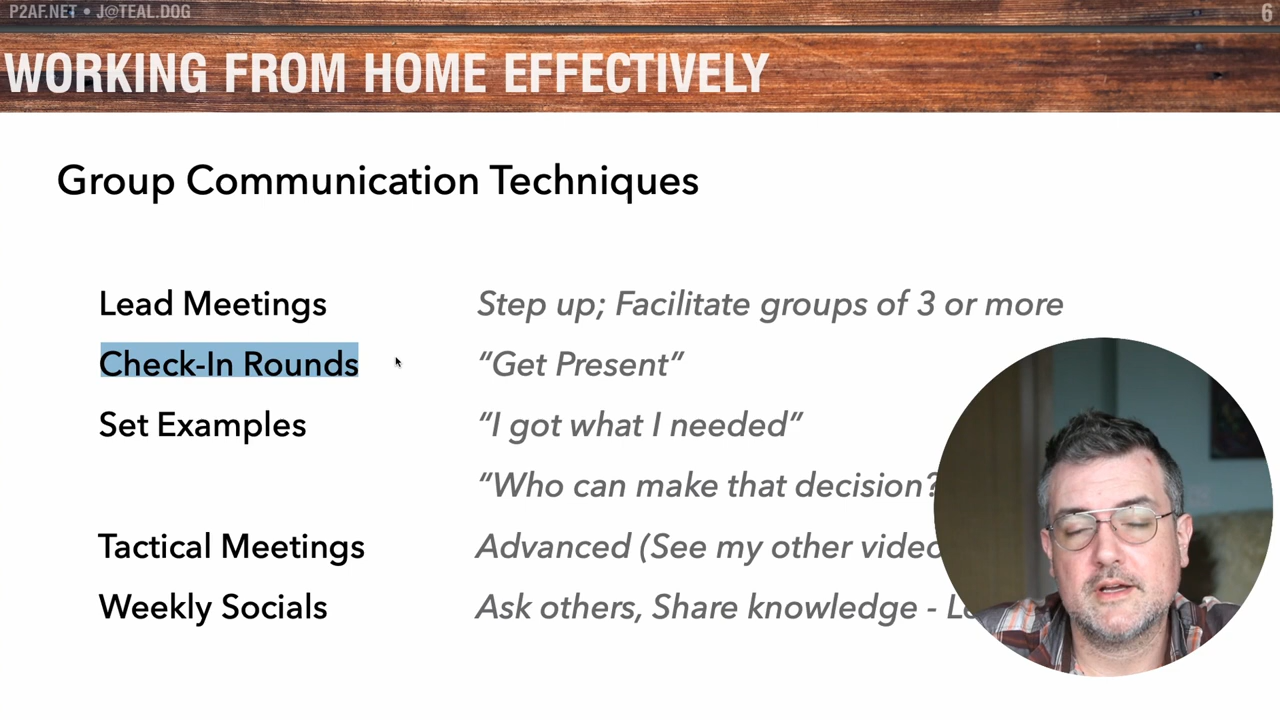 P2AF.NET • J@TEAL.DOG 6
WORKING FROM HOME EFFECTIVELY
Group Communication Techniques
Lead Meetings Step up; Facilitate groups of 3 or more
Check-In Rounds “Get Present”
Set Examples “I got what I needed”
“Who can make that decision?
Tactical Meetings Advanced (See my other video
Weekly Socials Ask others, Share knowledge -